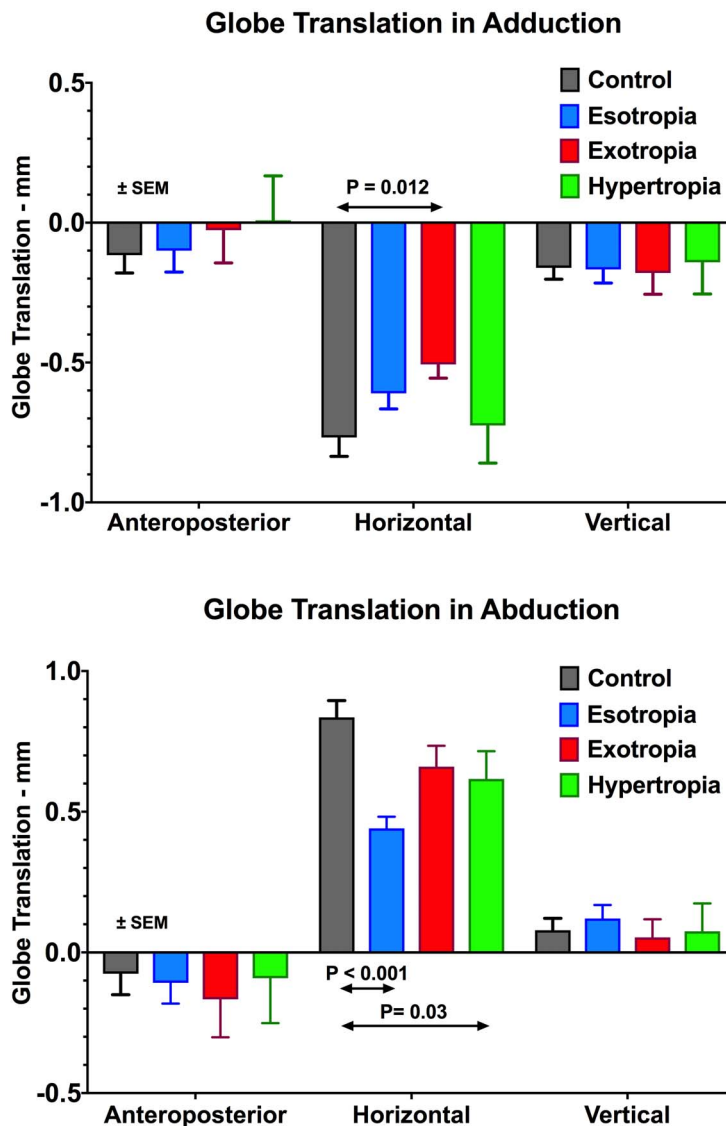 Globe Translation in Adduction
Globe Translation - mm
0.5
0.0
-0.5
-1.0
± SEM
P = 0.012
Control
Esotropia
Exotropia
Hypertropia
Anteroposterior Horizontal Vertical
Globe Translation in Abduction
Globe Translation - mm
1.0
0.5
0.0
-0.5
± SEM
P < 0.001
P= 0.03
Control
Esotropia
Exotropia
Hypertropia
Anteroposterior Horizontal Vertical